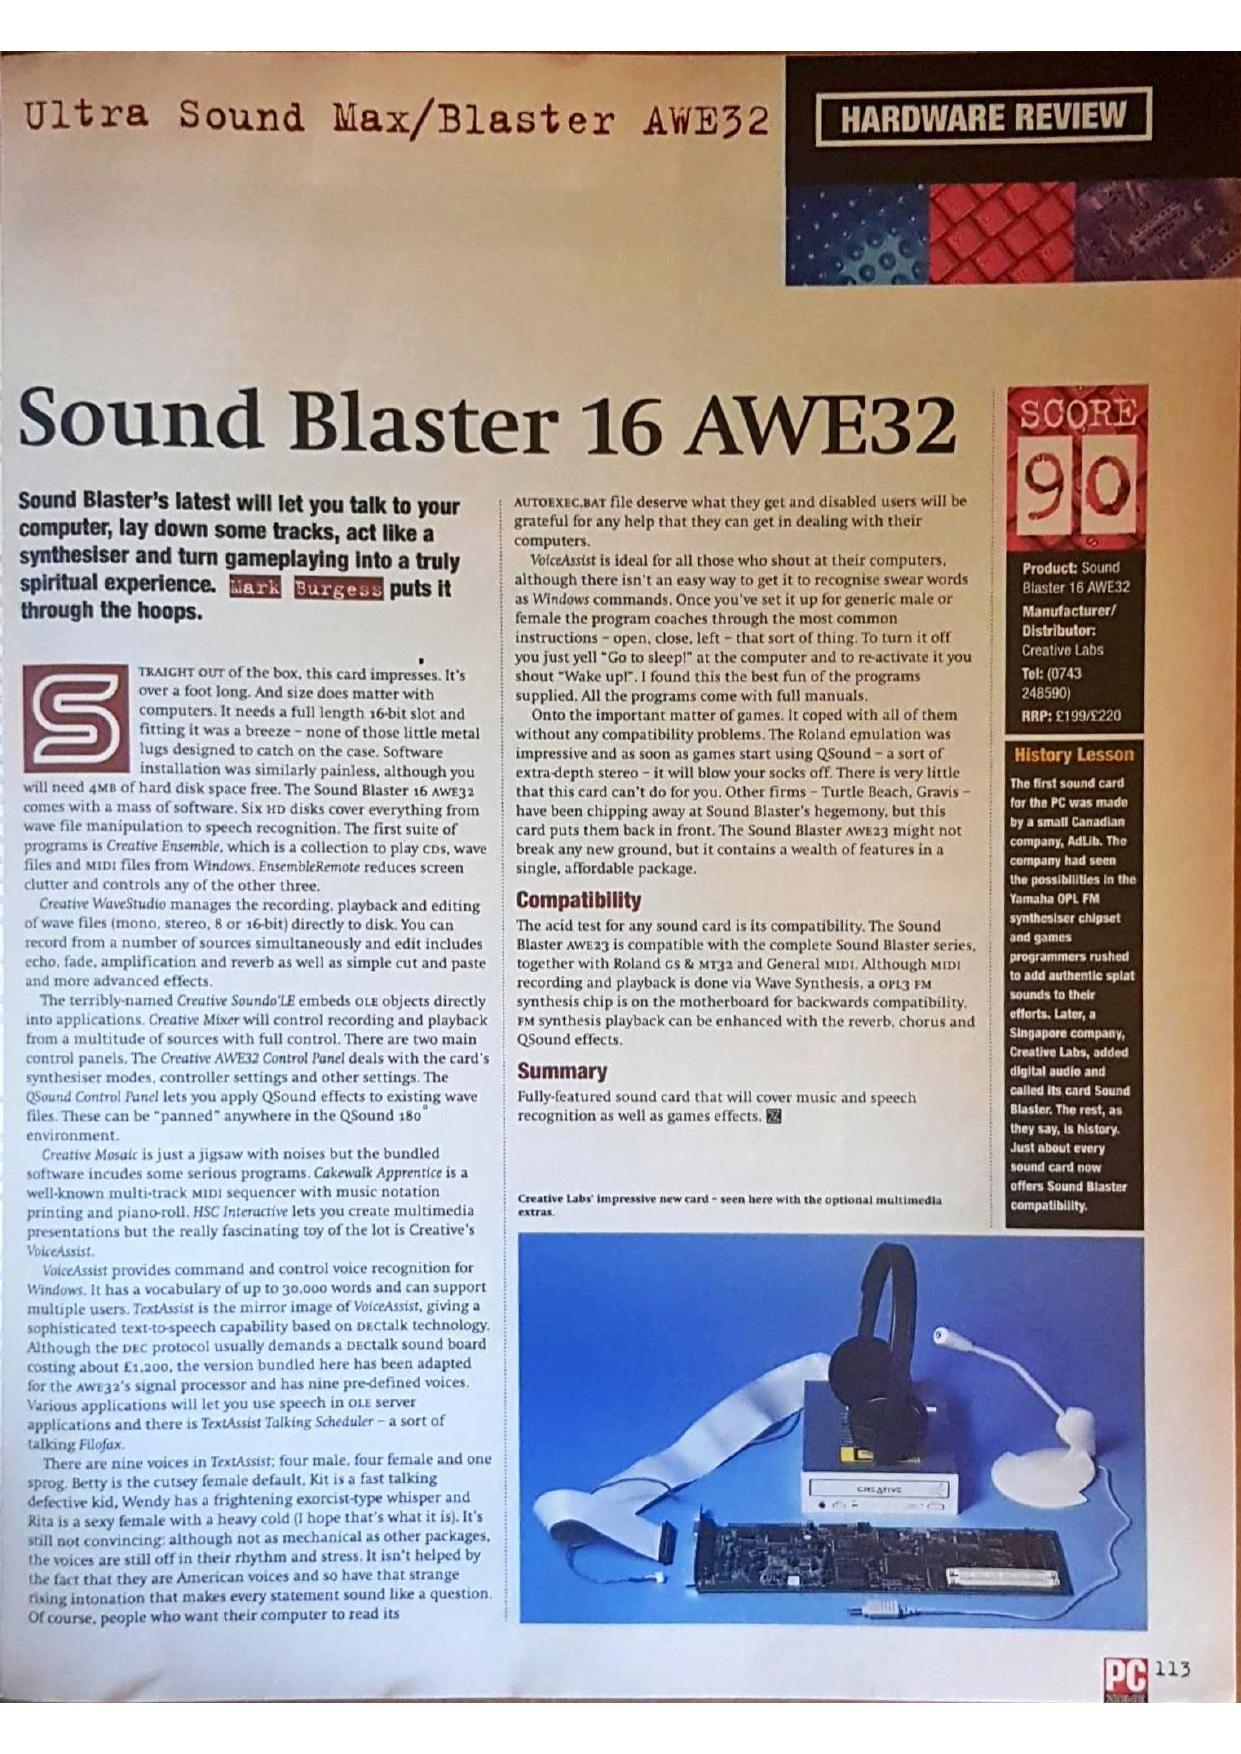 Ultra Sound Max/Blaster AWE32
HARDWARE REVIEW
Sound Blaster 16 AWE32
Sound Blaster's latest will let you talk to your
computer, lay down some tracks, act like a
synthesiser and turn gameplaying into a truly
spiritual experience. Mark Burgess puts it
through the hoops.
STRAIGHT OUT of the box, this card impresses. It's
over a foot long. And size does matter with
computers. It needs a full length 16-bit slot and
fitting it was a breeze – none of those little metal
lugs designed to catch on the case. Software
installation was similarly painless, although you
will need 4MB of hard disk space free. The Sound Blaster 16 AWE32
comes with a mass of software. Six HD disks cover everything from
wave file manipulation to speech recognition. The first suite of
programs is Creative Ensemble, which is a collection to play CDs, wave
files and MIDI files from Windows. EnsembleRemote reduces screen
clutter and controls any of the other three.
Creative WaveStudio manages the recording, playback and editing
of wave files (mono, stereo, 8 or 16-bit) directly to disk. You can
record from a number of sources simultaneously and edit includes
echo, fade, amplification and reverb as well as simple cut and paste
and more advanced effects.
The terribly-named Creative Soundo'LE embeds OLE objects directly
into applications. Creative Mixer will control recording and playback
from a multitude of sources with full control. There are two main
control panels. The Creative AWE32 Control Panel deals with the card's
synthesiser modes, controller settings and other settings. The
QSound Control Panel lets you apply QSound effects to existing wave
files. These can be "panned" anywhere in the QSound 180°
environment.
Creative Mosaic is just a jigsaw with noises but the bundled
software incudes some serious programs. Cakewalk Apprentice is a
well-known multi-track MIDI sequencer with music notation
printing and piano-roll. HSC Interactive lets you create multimedia
presentations but the really fascinating toy of the lot is Creative's
VoiceAssist.
VoiceAssist provides command and control voice recognition for
Windows. It has a vocabulary of up to 30,000 words and can support
multiple users. TextAssist is the mirror image of VoiceAssist, giving a
sophisticated text-to-speech capability based on DECtalk technology.
Although the DEC protocol usually demands a DECtalk sound board
costing about £1,200, the version bundled here has been adapted
for the AWE32's signal processor and has nine pre-defined voices.
Various applications will let you use speech in OLE server
applications and there is TextAssist Talking Scheduler – a sort of
talking Filofax.
There are nine voices in TextAssist; four male, four female and one
sprog. Betty is the cutsey female default, Kit is a fast talking
defective kid, Wendy has a frightening exorcist-type whisper and
Rita is a sexy female with a heavy cold (I hope that's what it is). It's
still not convincing: although not as mechanical as other packages,
the voices are still off in their rhythm and stress. It isn't helped by
the fact that they are American voices and so have that strange
rising intonation that makes every statement sound like a question.
Of course, people who want their computer to read its
AUTOEXEC.BAT file deserve what they get and disabled users will be
grateful for any help that they can get in dealing with their
computers.
VoiceAssist is ideal for all those who shout at their computers,
although there isn't an easy way to get it to recognise swear words
as Windows commands. Once you've set it up for generic male or
female the program coaches through the most common
instructions – open, close, left – that sort of thing. To turn it off
you just yell "Go to sleep!" at the computer and to re-activate it you
shout "Wake up!". I found this the best fun of the programs
supplied. All the programs come with full manuals.
Onto the important matter of games. It coped with all of them
without any compatibility problems. The Roland emulation was
impressive and as soon as games start using QSound – a sort of
extra-depth stereo – it will blow your socks off. There is very little
that this card can't do for you. Other firms – Turtle Beach, Gravis –
have been chipping away at Sound Blaster's hegemony, but this
card puts them back in front. The Sound Blaster AWE23 might not
break any new ground, but it contains a wealth of features in a
single, affordable package.
Compatibility
The acid test for any sound card is its compatibility. The Sound
Blaster AWE23 is compatible with the complete Sound Blaster series,
together with Roland GS & MT32 and General MIDI. Although MIDI
recording and playback is done via Wave Synthesis, a OPL3 FM
synthesis chip is on the motherboard for backwards compatibility.
FM synthesis playback can be enhanced with the reverb, chorus and
QSound effects.
Summary
Fully-featured sound card that will cover music and speech
recognition as well as games effects.
Creative Labs' impressive new card – seen here with the optional multimedia
extras.
CREATIVE
SCORE
90
Product: Sound
Blaster 16 AWE32
Manufacturer/
Distributor:
Creative Labs
Tel: (0743
248590)
RRP: £199/£220
History Lesson
The first sound card
for the PC was made
by a small Canadian
company, AdLib. The
company had seen
the possibilities in the
Yamaha OPL FM
synthesiser chipset
and games
programmers rushed
to add authentic splat
sounds to their
efforts. Later, a
Singapore company,
Creative Labs, added
digital audio and
called its card Sound
Blaster. The rest, as
they say, is history.
Just about every
sound card now
offers Sound Blaster
compatibility.
PC
113